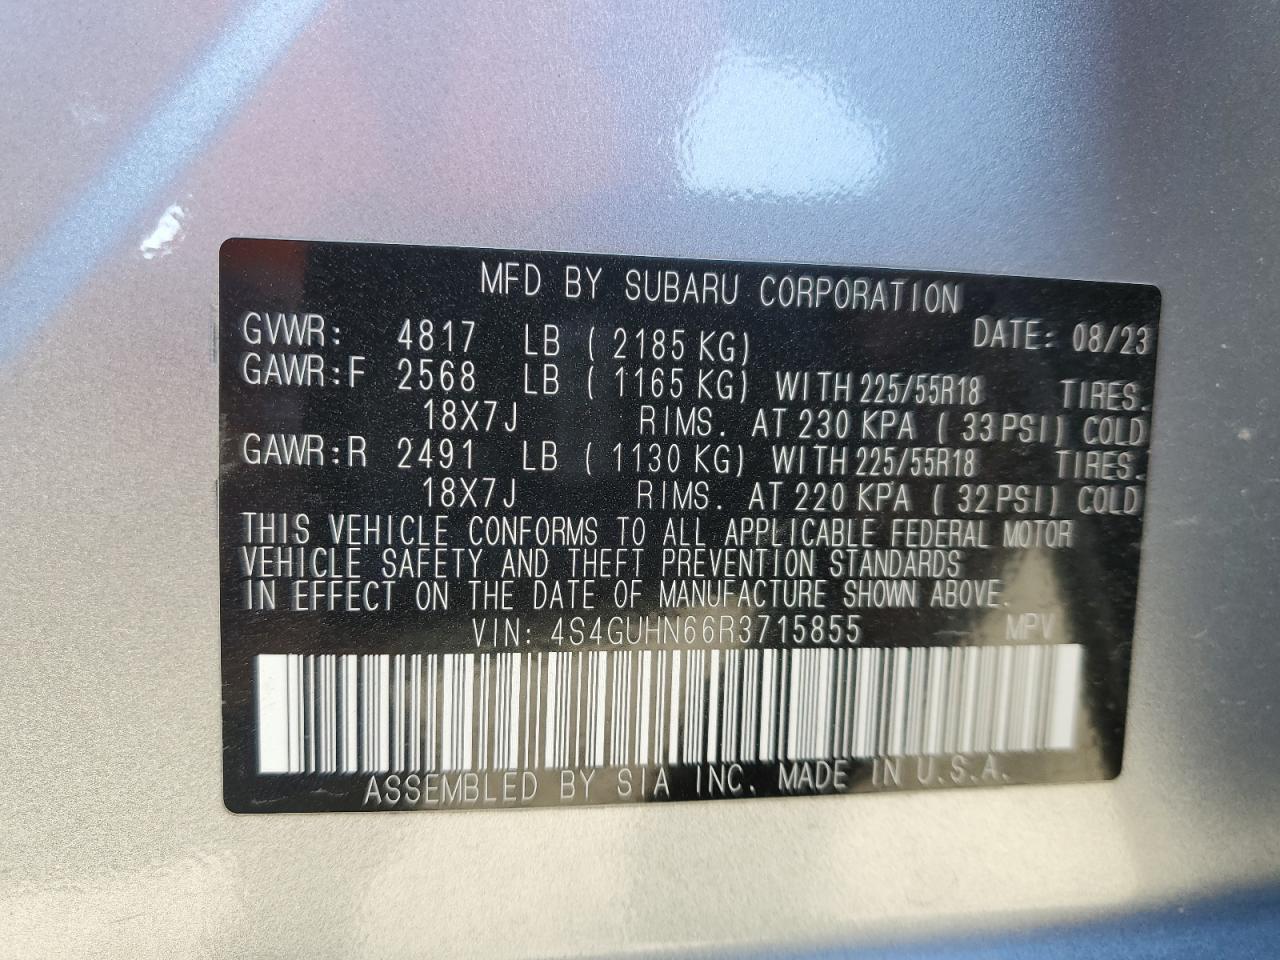 MFD BY SUBARU CORPORATION
GVWR: 4817 LB ( 2185 KG) DATE: 08/23
GAWR:F 2568 LB ( 1165 KG) WITH 225/55R18 TIRES.
18X7J RIMS. AT 230 KPA ( 33 PSI) COLD
GAWR:R 2491 LB ( 1130 KG) WITH 225/55R18 TIRES.
18X7J RIMS. AT 220 KPA ( 32 PSI) COLD
THIS VEHICLE CONFORMS TO ALL APPLICABLE FEDERAL MOTOR
VEHICLE SAFETY AND THEFT PREVENTION STANDARDS
IN EFFECT ON THE DATE OF MANUFACTURE SHOWN ABOVE.
VIN: 4S4GUHN66R3715855 MPV
ASSEMBLED BY SIA INC. MADE IN U.S.A.